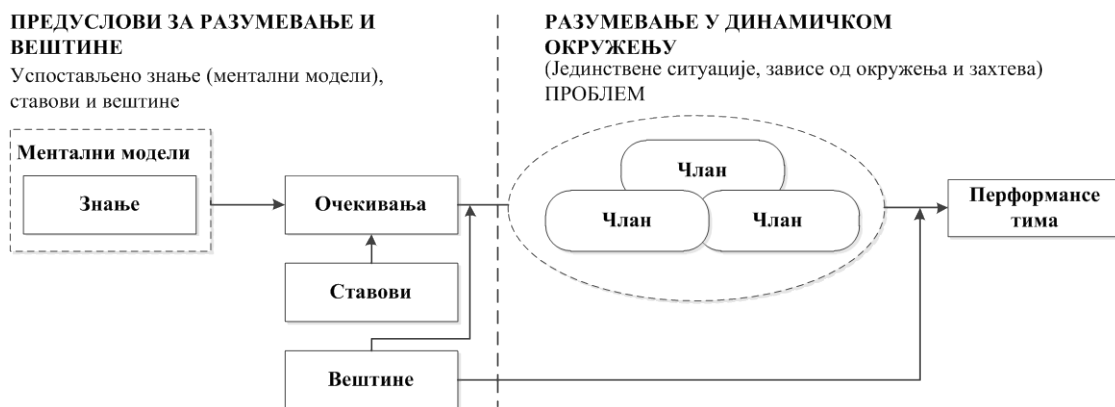 ПРЕДУСЛОВИ ЗА РАЗУМЕВАЊЕ И
ВЕШТИНЕ
Успостављено знање (ментални модели),
ставови и вештине
РАЗУМЕВАЊЕ У ДИНАМИЧКОМ
ОКРУЖЕЊУ
(Јединствене ситуације, зависе од окружења и захтева)
ПРОБЛЕМ
Ментални модели
Знање
Очекивања
Ставови
Вештине
Члан
Члан
Члан
Перформансе
тима